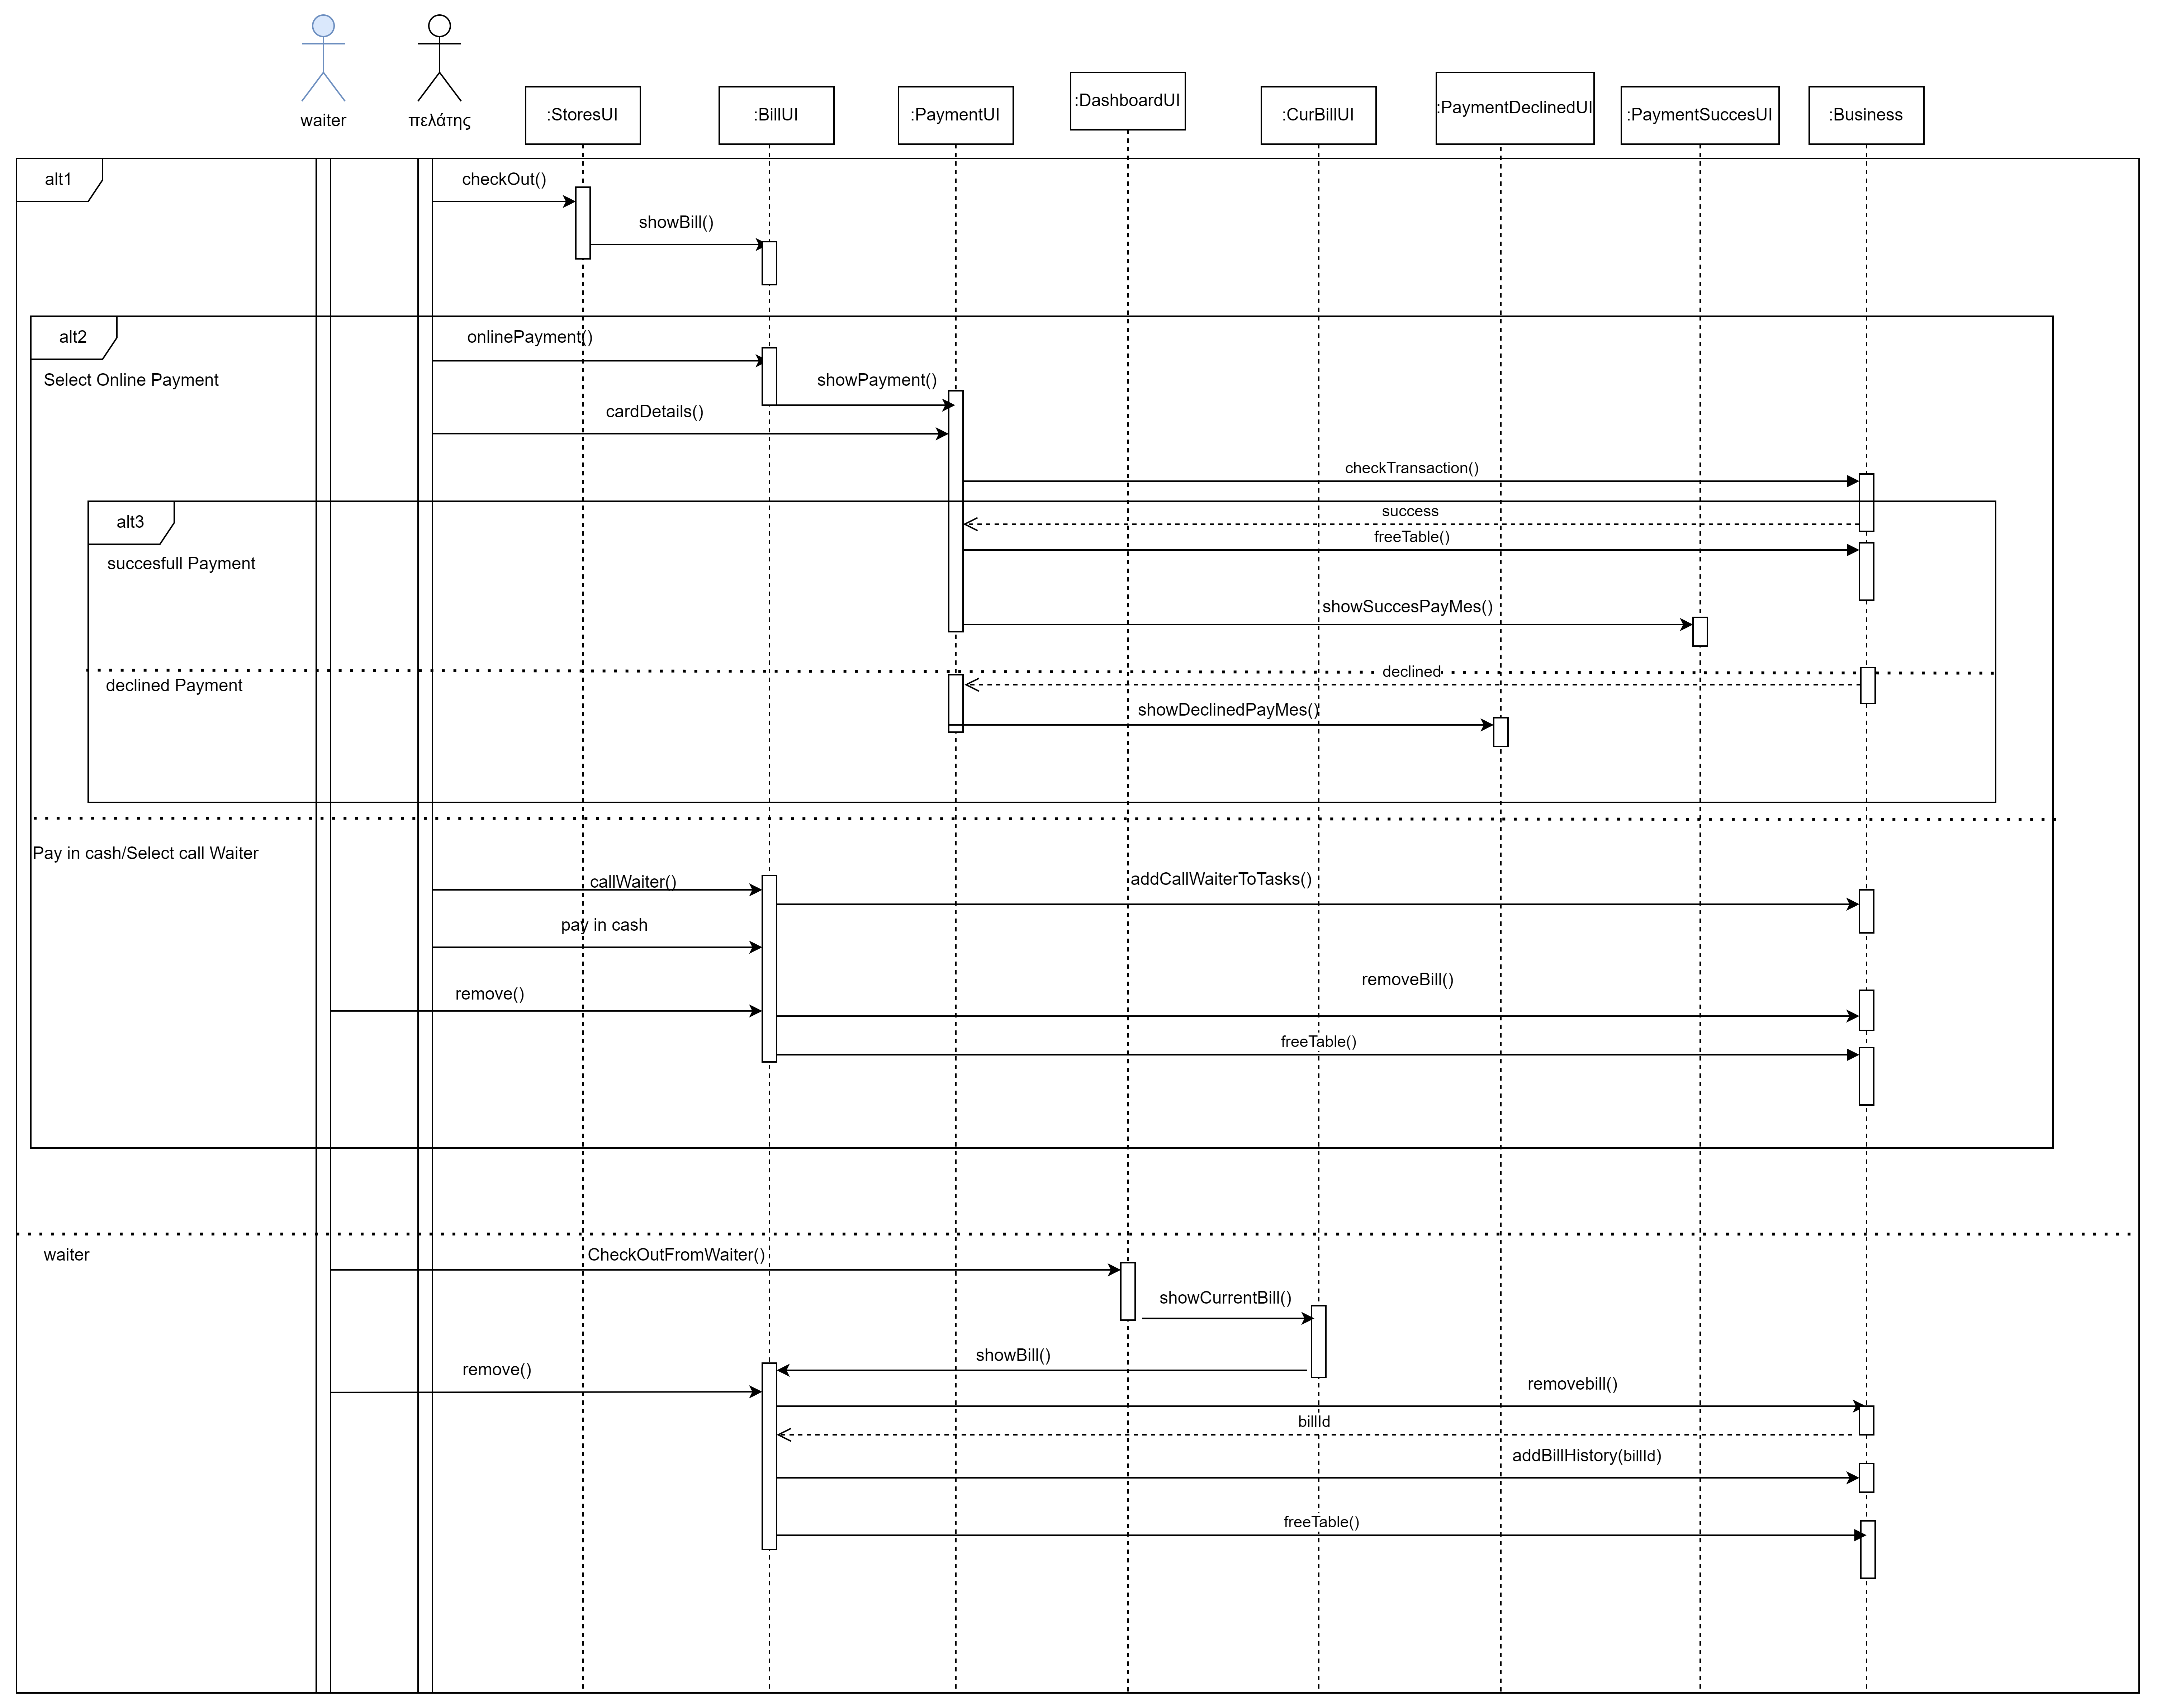 waiter
πελάτης
:StoresUI
:BillUI
:PaymentUI
:DashboardUI
:CurBillUI
:PaymentDeclinedUI
:PaymentSuccesUI
:Business
alt1
checkOut()
showBill()
alt2
onlinePayment()
Select Online Payment
showPayment()
cardDetails()
checkTransaction()
alt3
success
freeTable()
succesfull Payment
showSuccesPayMes()
declined
declined Payment
showDeclinedPayMes()
Pay in cash/Select call Waiter
callWaiter()
addCallWaiterToTasks()
pay in cash
removeBill()
remove()
freeTable()
waiter
CheckOutFromWaiter()
showCurrentBill()
showBill()
remove()
removebill()
billId
addBillHistory(billId)
freeTable()